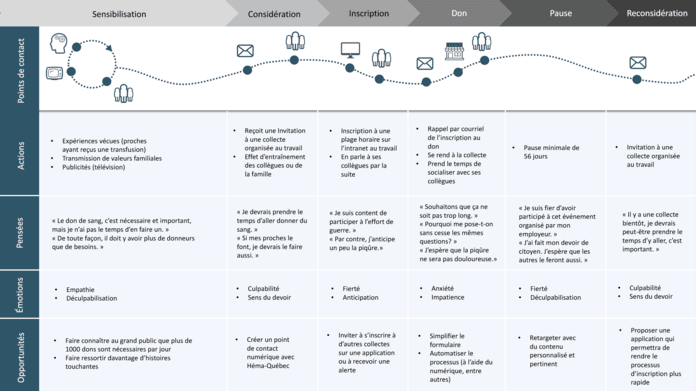 Sensibilisation
Considération
Inscription
Don
Pause
Reconsidération
Points de contact
Actions
• Expériences vécues (proches
ayant reçus une transfusion)
• Transmission de valeurs familiales
• Publicités (télévision)
• Reçoit une Invitation
à une collecte
organisée au travail
• Effet d'entraînement
des collègues ou de
la famille
• Inscription à une
plage horaire sur
l'intranet au travail
• En parle à ses
collègues par la
suite
• Rappel par courriel
de l'inscription au
don
• Se rend à la collecte
• Prend le temps de
socialiser avec ses
collègues
• Pause minimale de
56 jours
• Invitation à une
collecte organisée
au travail
Pensées
« Le don de sang, c'est nécessaire et important,
mais je n'ai pas le temps d'en faire un. »
« De toute façon, il doit y avoir plus de donneurs
que de besoins. »
« Je devrais prendre le
temps d'aller donner du
sang. »
« Si mes proches le
font, je devrais le faire
aussi. »
« Je suis content de
participer à l'effort de
guerre. »
« Par contre, j'anticipe
un peu la piqûre.»
« Souhaitons que ça ne
soit pas trop long. »
« Pourquoi me pose-t-on
sans cesse les mêmes
questions? »
« J'espère que la piqûre
ne sera pas douloureuse.»
« Je suis fier d'avoir
participé à cet événement
organisé par mon
employeur. »
« J'ai fait mon devoir de
citoyen. J'espère que les
autres le feront aussi. »
« Il y a une collecte
bientôt, je devrais
peut-être prendre le
temps d'y aller, c'est
important. »
Émotions
• Empathie
• Déculpabilisation
• Culpabilité
• Sens du devoir
• Fierté
• Anticipation
• Anxiété
• Impatience
• Fierté
• Déculpabilisation
• Culpabilité
• Sens du devoir
Opportunités
• Faire connaître au grand public que plus de
1000 dons sont nécessaires par jour
• Faire ressortir davantage d'histoires
touchantes
• Créer un point
de contact
numérique avec
Héma-Québec
• Inviter à s'inscrire à
d'autres collectes
sur une application
ou à recevoir une
alerte
• Simplifier le
formulaire
• Automatiser le
processus (à l'aide du
numérique, entre
autres)
• Retargeter avec
du contenu
personnalisé et
pertinent
• Proposer une
application qui
permettra de
rendre le
processus
d'inscription plus
rapide